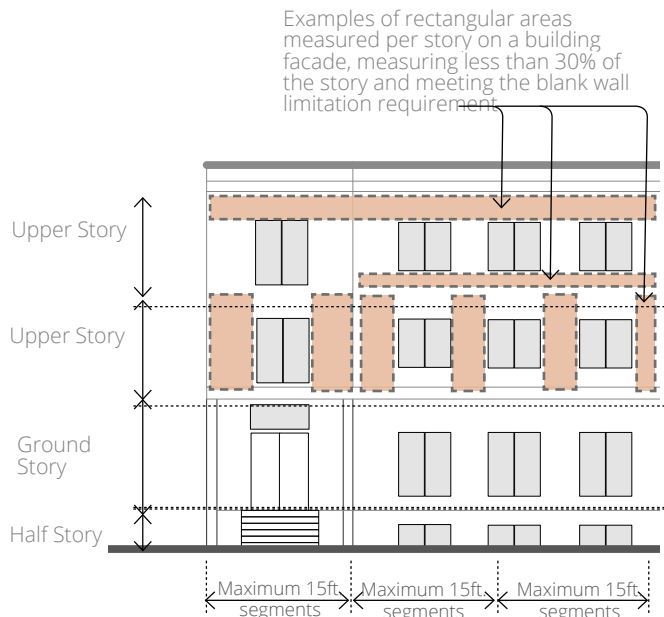 Examples of rectangular areas
measured per story on a building
facade, measuring less than 30% of
the story and meeting the blank wall
limitation requirement
Upper Story
Upper Story
Ground
Story
Half Story
Maximum 15ft
segments
Maximum 15ft
segments
Maximum 15ft
segments